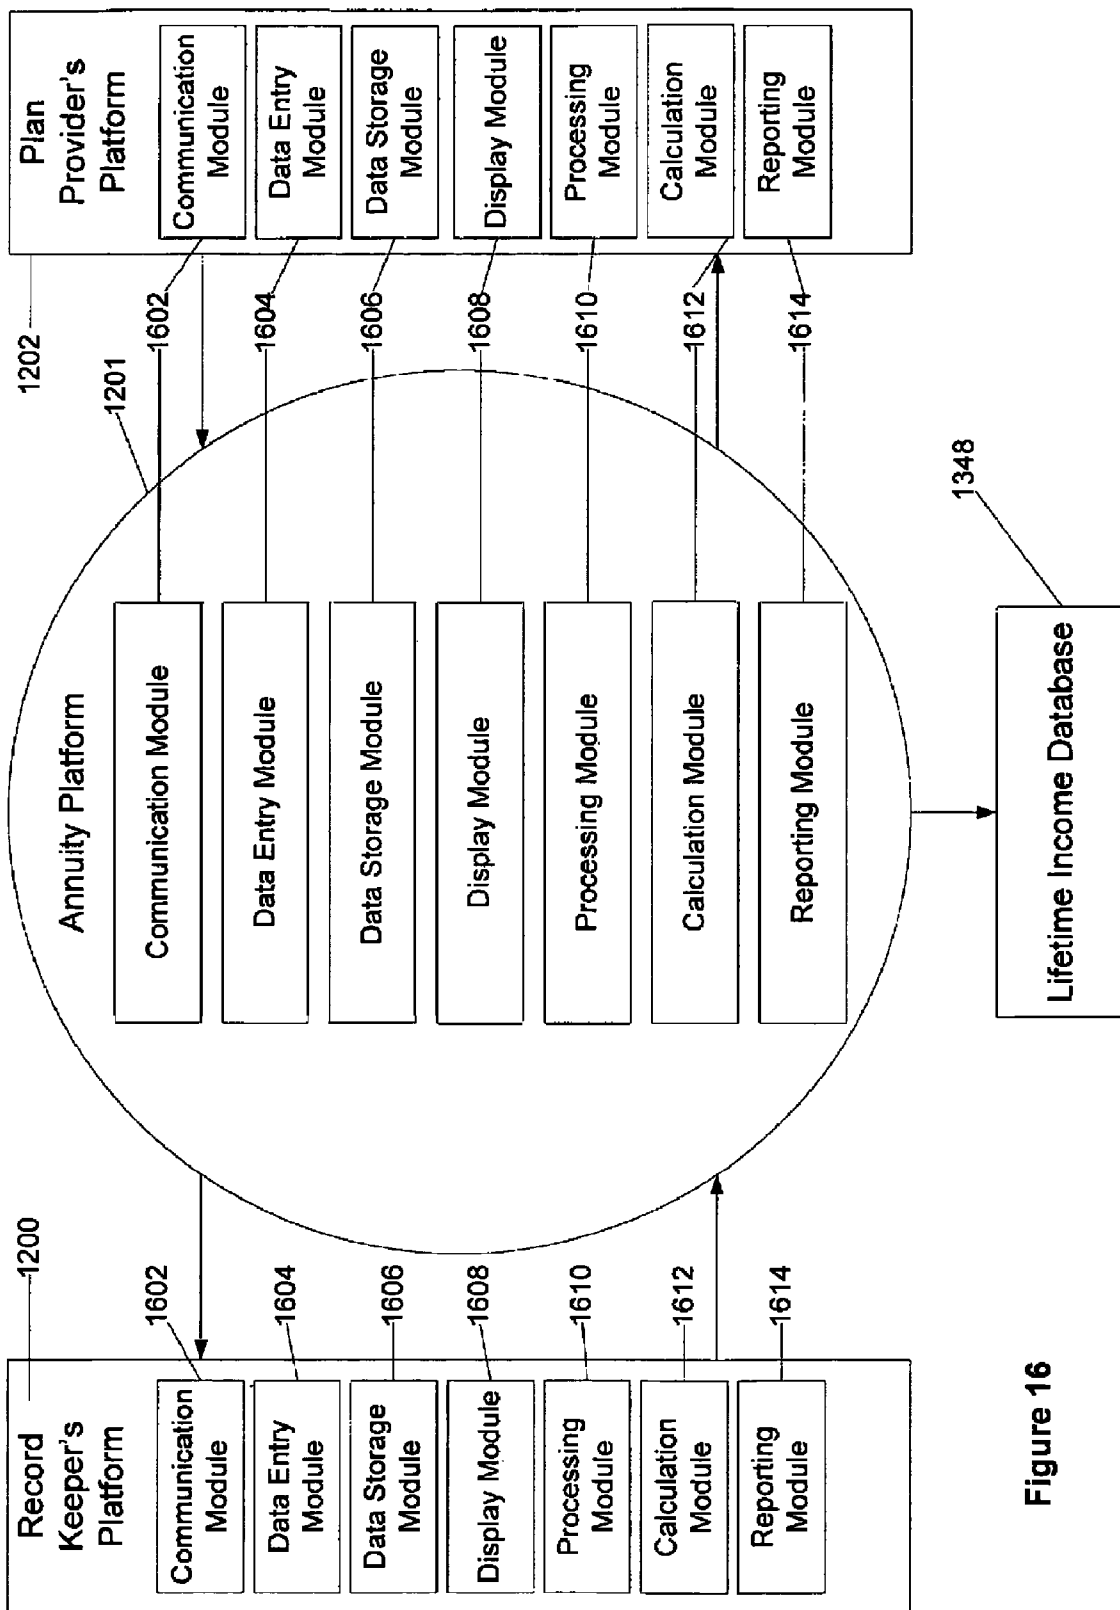 Record
Keeper's
Platform
1200
Communication
Module
1602
Data Entry
Module
1604
Data Storage
Module
1606
Display Module
1608
Processing
Module
1610
Calculation
Module
1612
Reporting
Module
1614
Annuity Platform
1201
Communication Module
Data Entry Module
Data Storage Module
Display Module
Processing Module
Calculation Module
Reporting Module
Plan
Provider's
Platform
1202
1602
Communication
Module
1604
Data Entry
Module
1606
Data Storage
Module
1608
Display Module
1610
Processing
Module
1612
Calculation
Module
1614
Reporting
Module
Lifetime Income Database
1348
Figure 16